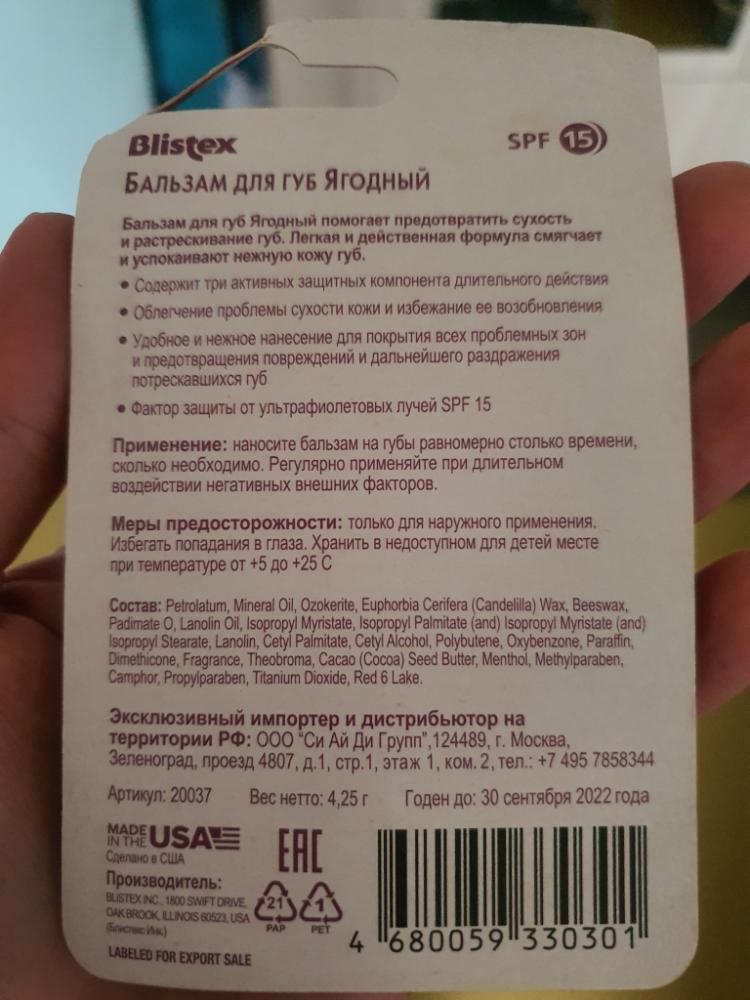 Blistex
SPF 15
БАЛЬЗАМ ДЛЯ ГУБ ЯГОДНЫЙ
Бальзам для губ Ягодный помогает предотвратить сухость
и растрескивание губ. Легкая и действенная формула смягчает
и успокаивают нежную кожу губ.
• Содержит три активных защитных компонента длительного действия
• Облегчение проблемы сухости кожи и избежание ее возобновления
• Удобное и нежное нанесение для покрытия всех проблемных зон
и предотвращения повреждений и дальнейшего раздражения
потрескавшихся губ
• Фактор защиты от ультрафиолетовых лучей SPF 15
Применение: наносите бальзам на губы равномерно столько времени,
сколько необходимо. Регулярно применяйте при длительном
воздействии негативных внешних факторов.
Меры предосторожности: только для наружного применения.
Избегать попадания в глаза. Хранить в недоступном для детей месте
при температуре от +5 до +25 С
Состав: Petrolatum, Mineral Oil, Ozokerite, Euphorbia Cerifera (Candelilla) Wax, Beeswax,
Padimate O, Lanolin Oil, Isopropyl Myristate, Isopropyl Palmitate (and) Isopropyl Myristate (and)
Isopropyl Stearate, Lanolin, Cetyl Palmitate, Cetyl Alcohol, Polybutene, Oxybenzone, Paraffin,
Dimethicone, Fragrance, Theobroma, Cacao (Cocoa) Seed Butter, Menthol, Methylparaben,
Camphor, Propylparaben, Titanium Dioxide, Red 6 Lake.
Эксклюзивный импортер и дистрибьютор на
территории РФ: ООО "Си Ай Ди Групп",124489, г. Москва,
Зеленоград, проезд 4807, д.1, стр.1, этаж 1, ком. 2, тел.: +7 495 7858344
Артикул: 20037 Вес нетто: 4,25 г Годен до: 30 сентября 2022 года
MADE IN THE USA
Сделано в США
EAC
Производитель:
BLISTEX INC., 1800 SWIFT DRIVE,
OAK BROOK, ILLINOIS 60523, USA
(Блистекс Инк.)
21
PAP
1
PET
LABELED FOR EXPORT SALE
4 680059 330301